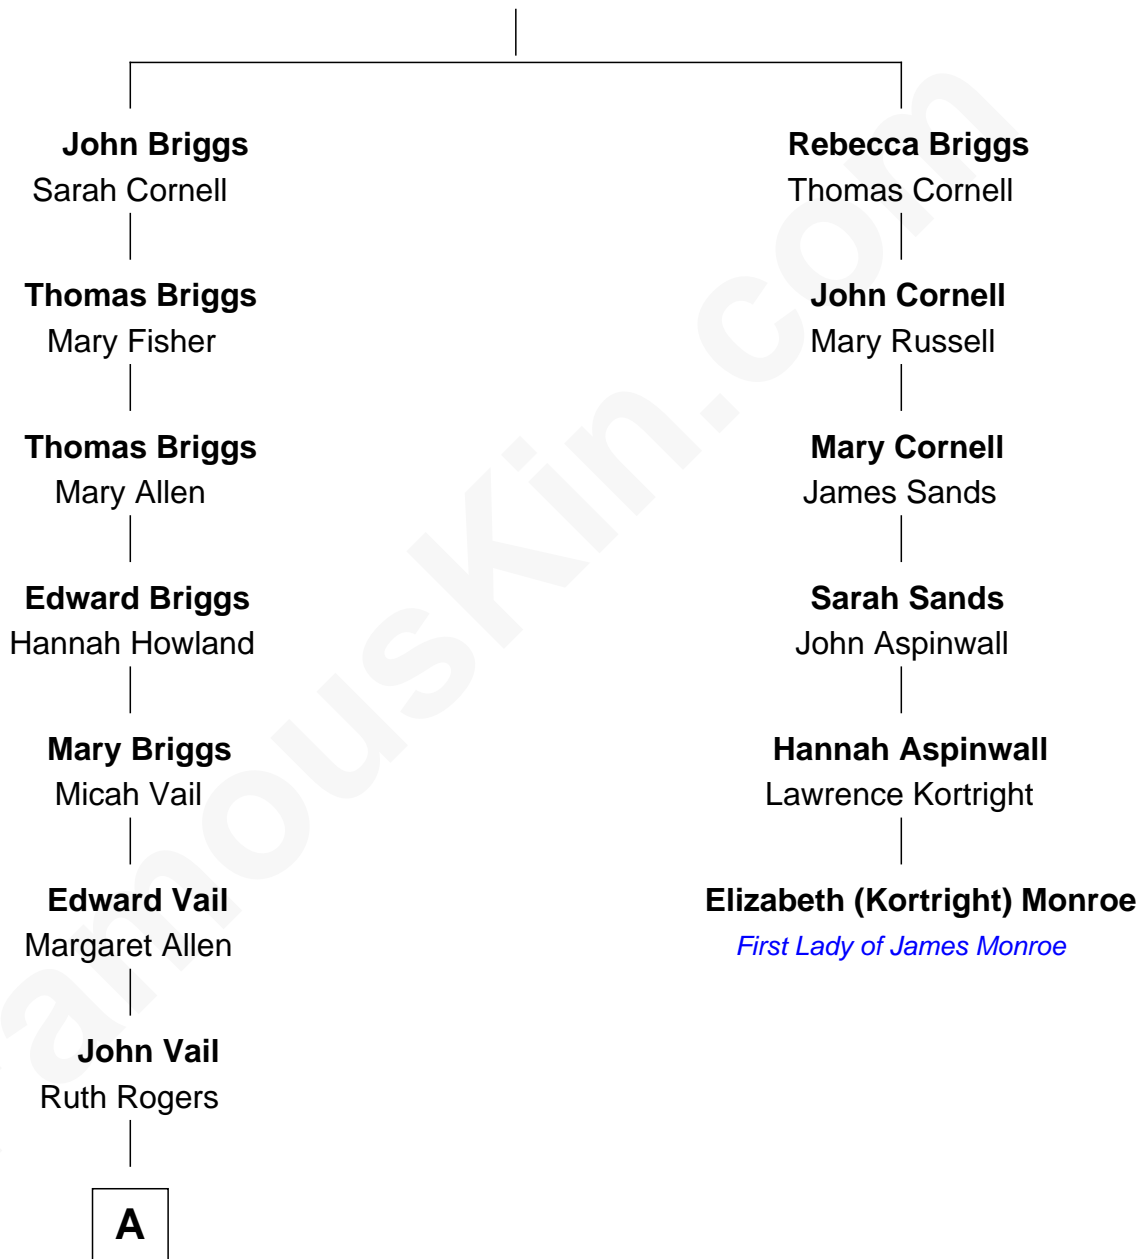 John Briggs
Sarah Cornell
Thomas Briggs
Mary Fisher
Thomas Briggs
Mary Allen
Edward Briggs
Hannah Howland
Mary Briggs
Micah Vail
Edward Vail
Margaret Allen
John Vail
Ruth Rogers
A
Rebecca Briggs
Thomas Cornell
John Cornell
Mary Russell
Mary Cornell
James Sands
Sarah Sands
John Aspinwall
Hannah Aspinwall
Lawrence Kortright
Elizabeth (Kortright) Monroe
First Lady of James Monroe
amousKin.com